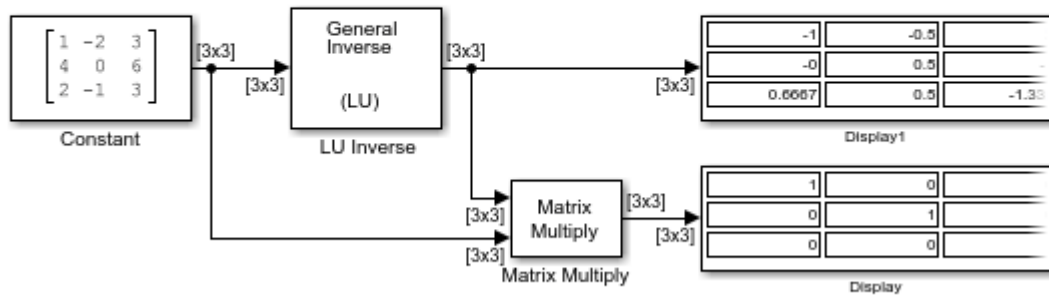 1 -2 3
4 0 6
2 -1 3
Constant
[3x3]
[3x3]
General
Inverse
(LU)
LU Inverse
[3x3]
[3x3]
-1 -0.5
-0 0.5
0.6667 0.5 -1.33
Display1
[3x3]
[3x3]
Matrix
Multiply
Matrix Multiply
[3x3]
[3x3]
1 0
0 1
0 0
Display